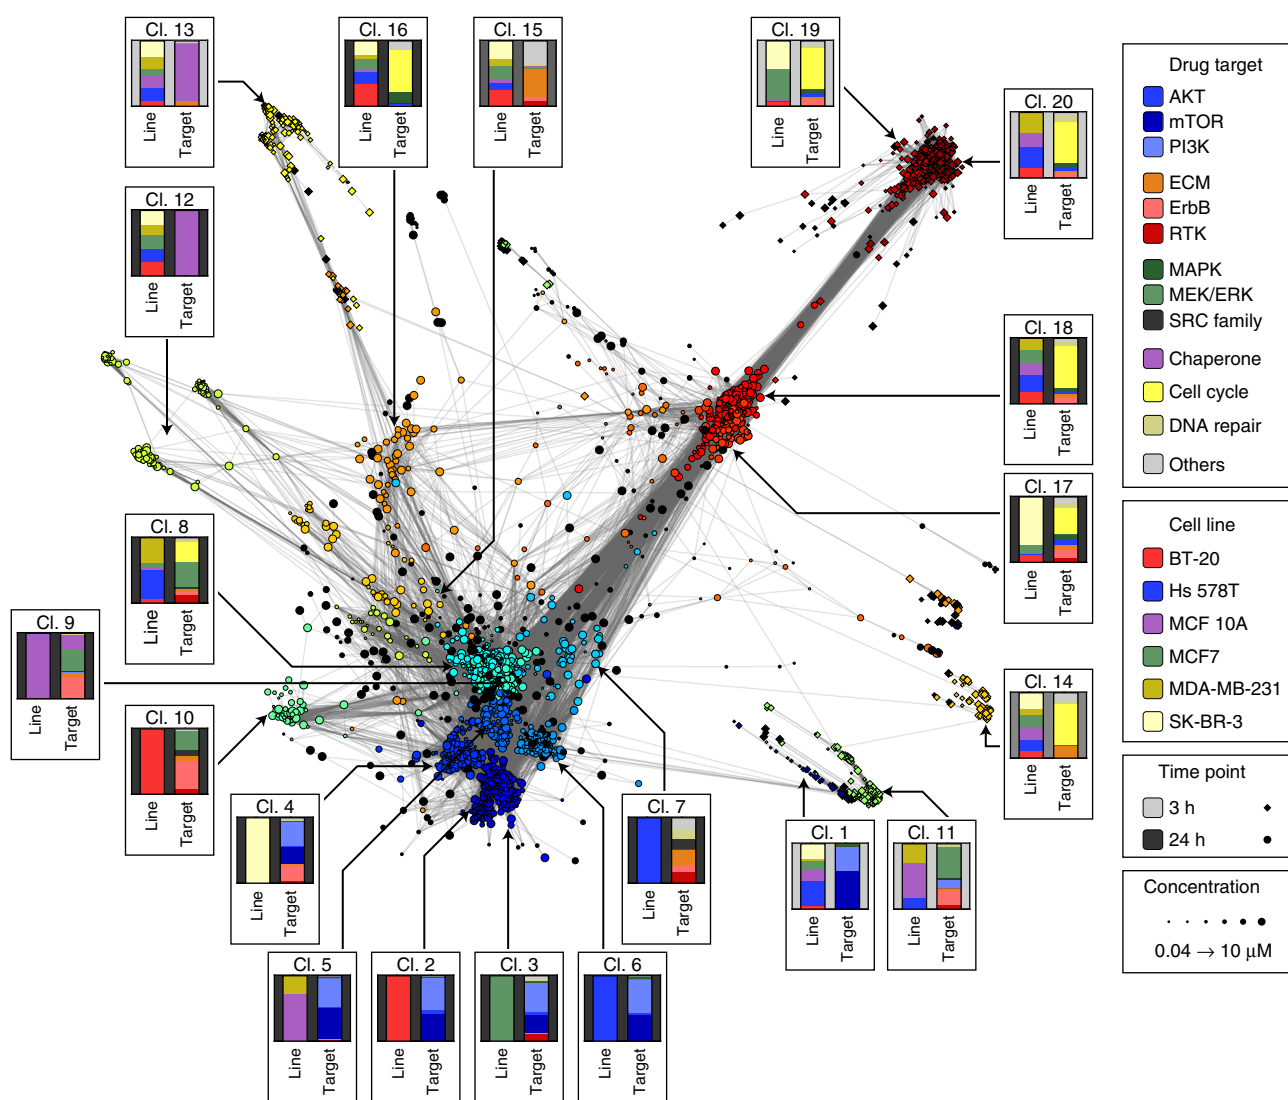 Cl. 13
Line
Target
Cl. 16
Line
Target
Cl. 15
Line
Target
Cl. 19
Line
Target
Cl. 20
Line
Target
Cl. 12
Line
Target
Cl. 18
Line
Target
Cl. 17
Line
Target
Cl. 8
Line
Target
Cl. 9
Line
Target
Cl. 10
Line
Target
Cl. 14
Line
Target
Cl. 4
Line
Target
Cl. 7
Line
Target
Cl. 1
Line
Target
Cl. 11
Line
Target
Cl. 5
Line
Target
Cl. 2
Line
Target
Cl. 3
Line
Target
Cl. 6
Line
Target
Drug target
AKT
mTOR
PI3K
ECM
ErbB
RTK
MAPK
MEK/ERK
SRC family
Chaperone
Cell cycle
DNA repair
Others
Cell line
BT-20
Hs 578T
MCF 10A
MCF7
MDA-MB-231
SK-BR-3
Time point
3 h
24 h
Concentration
0.04 → 10 µM